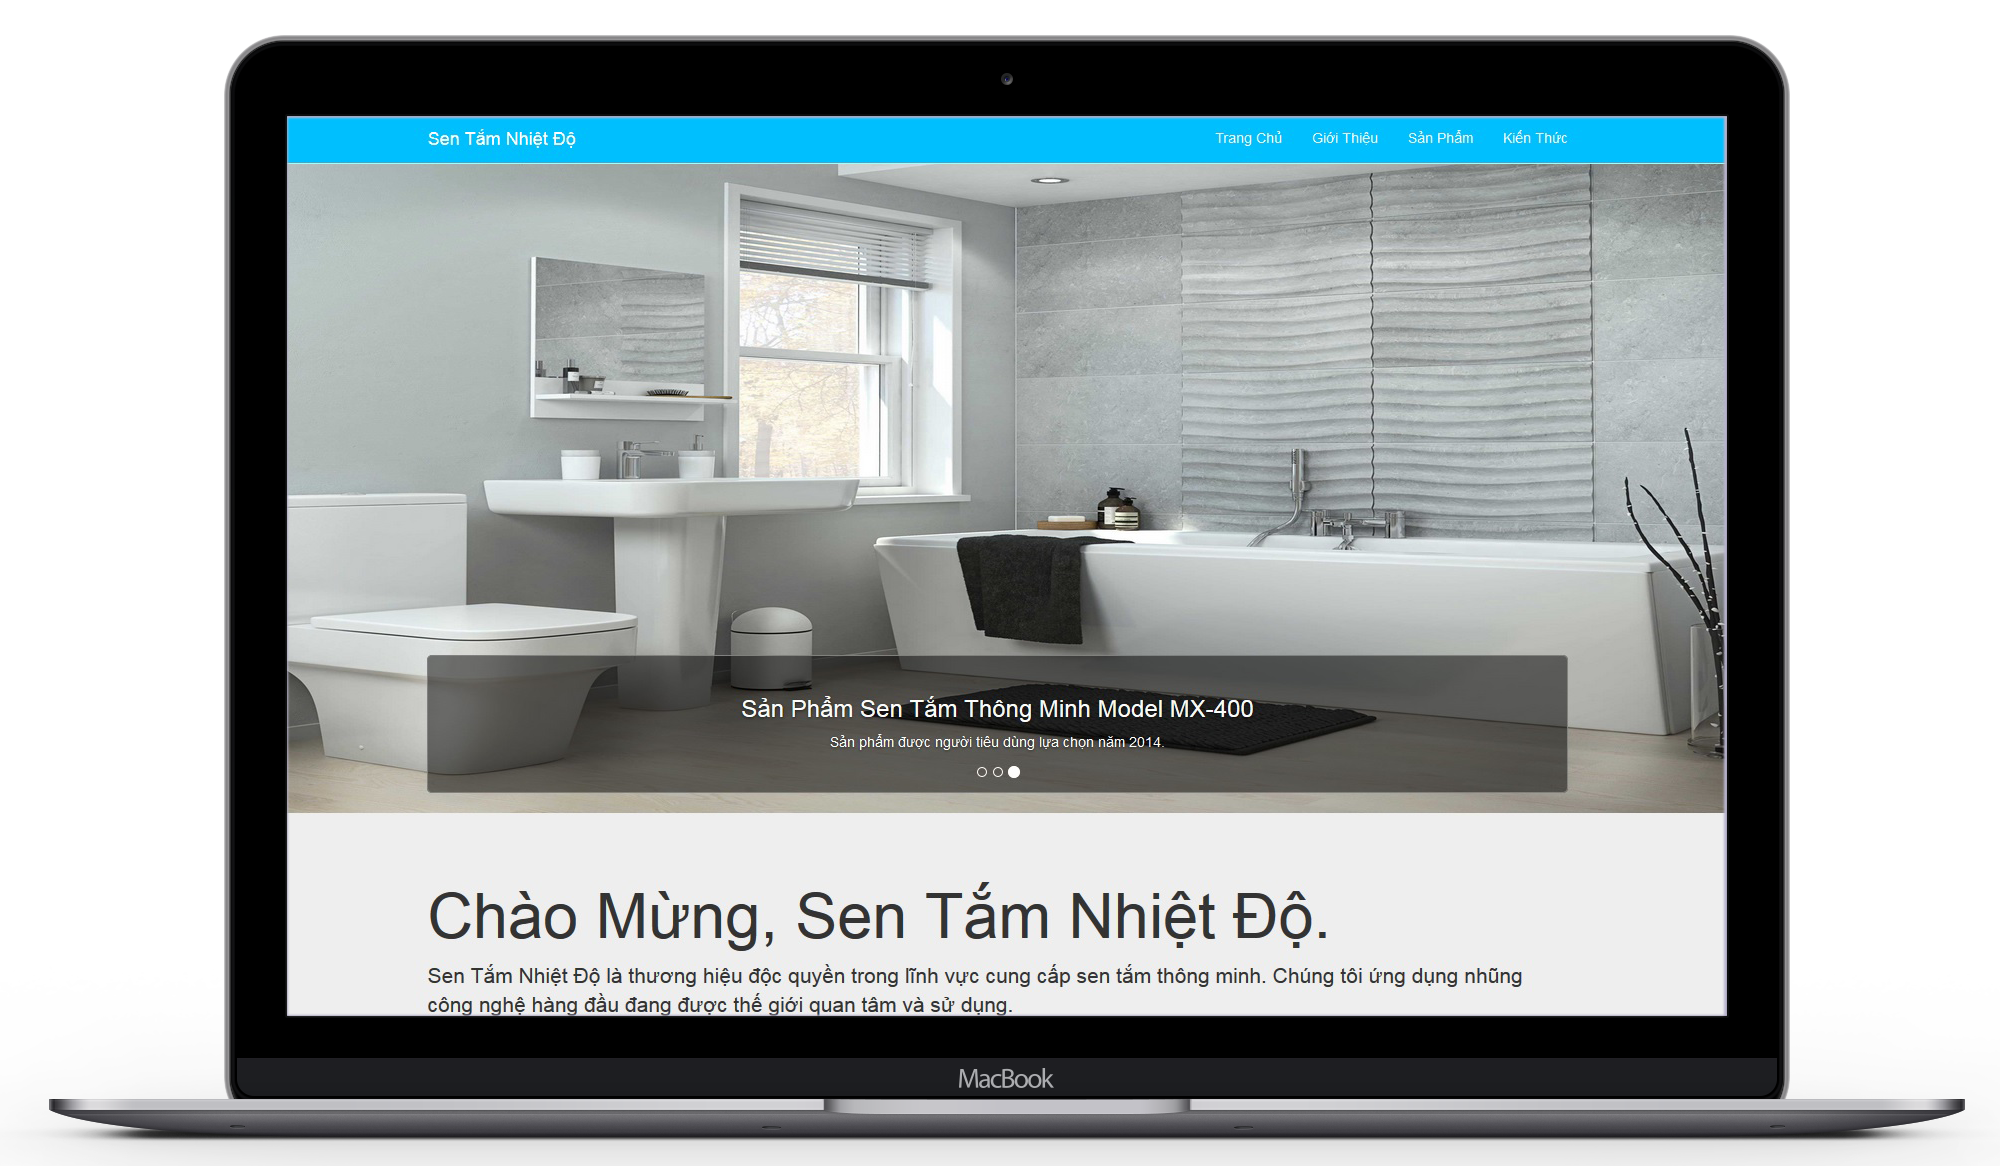 Sen Tắm Nhiệt Độ
Trang Chủ Giới Thiệu Sản Phẩm Kiến Thức
Sản Phẩm Sen Tắm Thông Minh Model MX-400
Sản phẩm được người tiêu dùng lựa chọn năm 2014.
Chào Mừng, Sen Tắm Nhiệt Độ.
Sen Tắm Nhiệt Độ là thương hiệu độc quyền trong lĩnh vực cung cấp sen tắm thông minh. Chúng tôi ứng dụng những
công nghệ hàng đầu đang được thế giới quan tâm và sử dụng.
MacBook